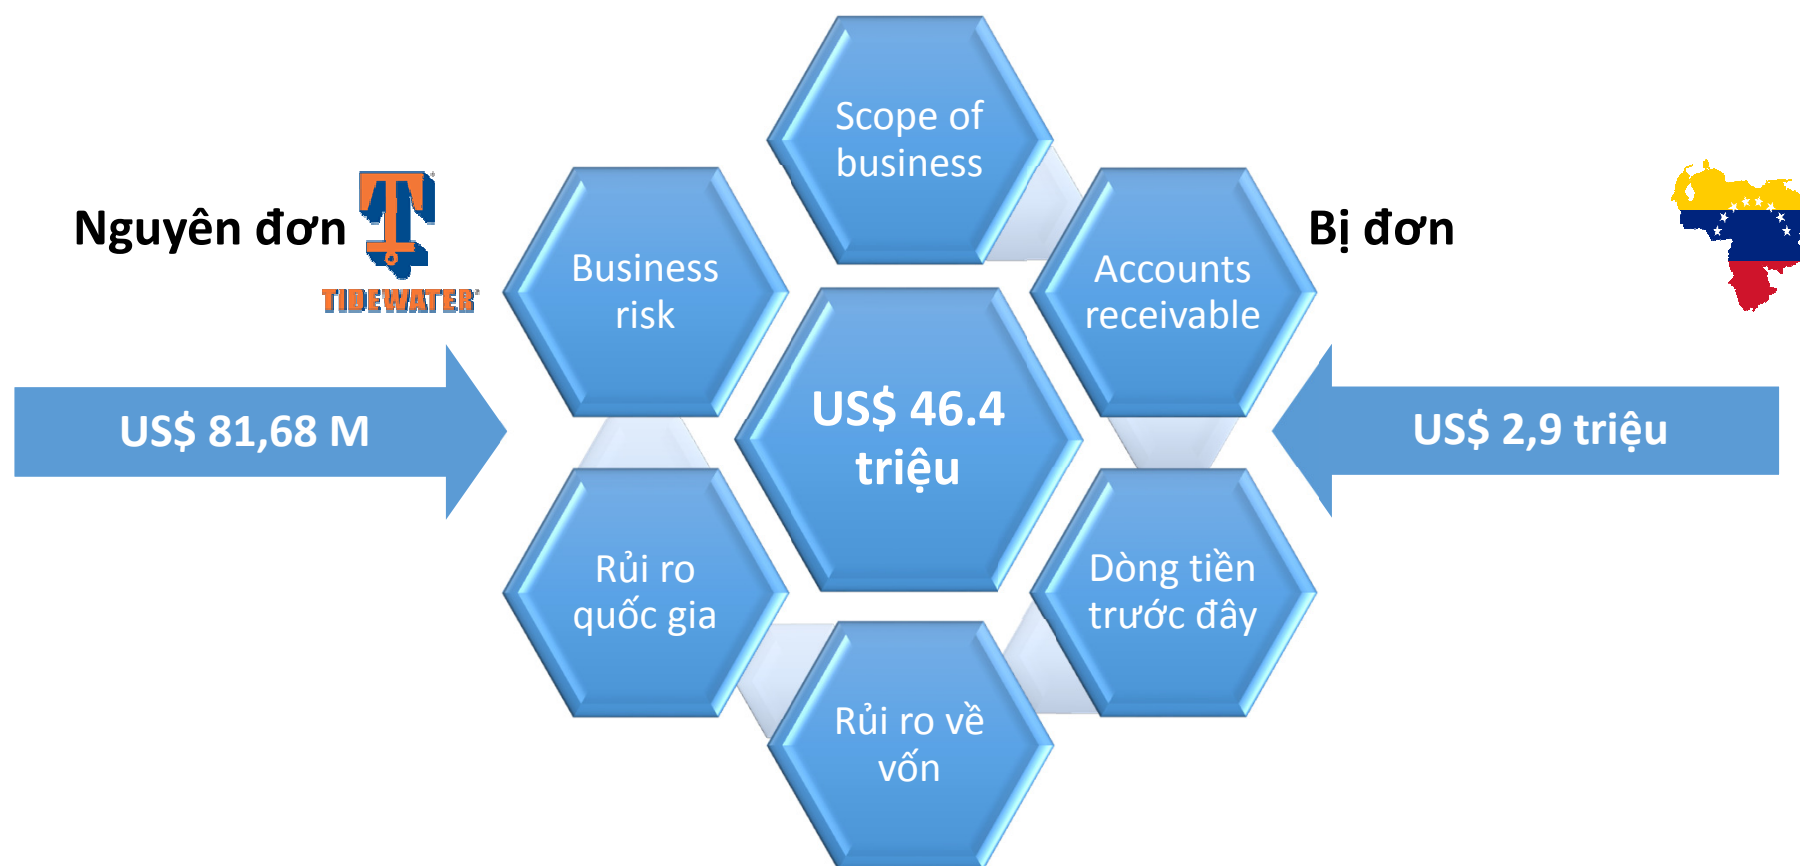 Scope of
business
Nguyên đơn
TIDEWATER
Business
risk
Accounts
receivable
Bị đơn
US$ 81,68 M
US$ 46.4
triệu
US$ 2,9 triệu
Rủi ro
quốc gia
Dòng tiền
trước đây
Rủi ro về
vốn